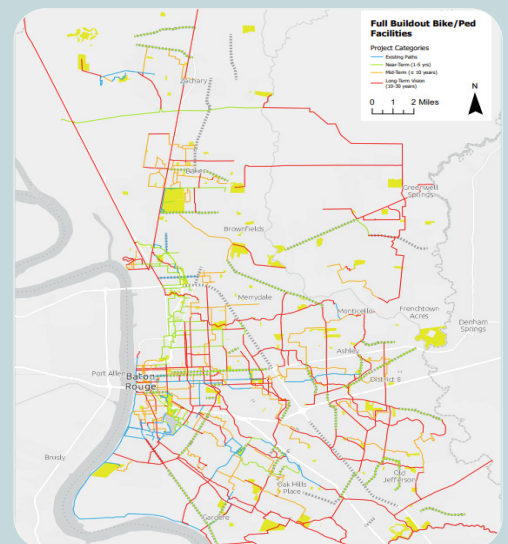 Full Buildout Bike/Ped
Facilities
Project Categories
Existing Paths
Near-Term (1-5 yrs)
Mid-Term (≤ 10 years)
Long-Term Vision
(10-30 years)
0 1 2 Miles
N
Zachary
Baker
Greenwell
Springs
Brownfields
Merrydale
Monticello
Frenchtown
Acres
Denham
Springs
Ashley
Port Allen
Baton
Rouge
District 6
Brusly
Old
Jefferson
Oak Hills
Place
Gardere